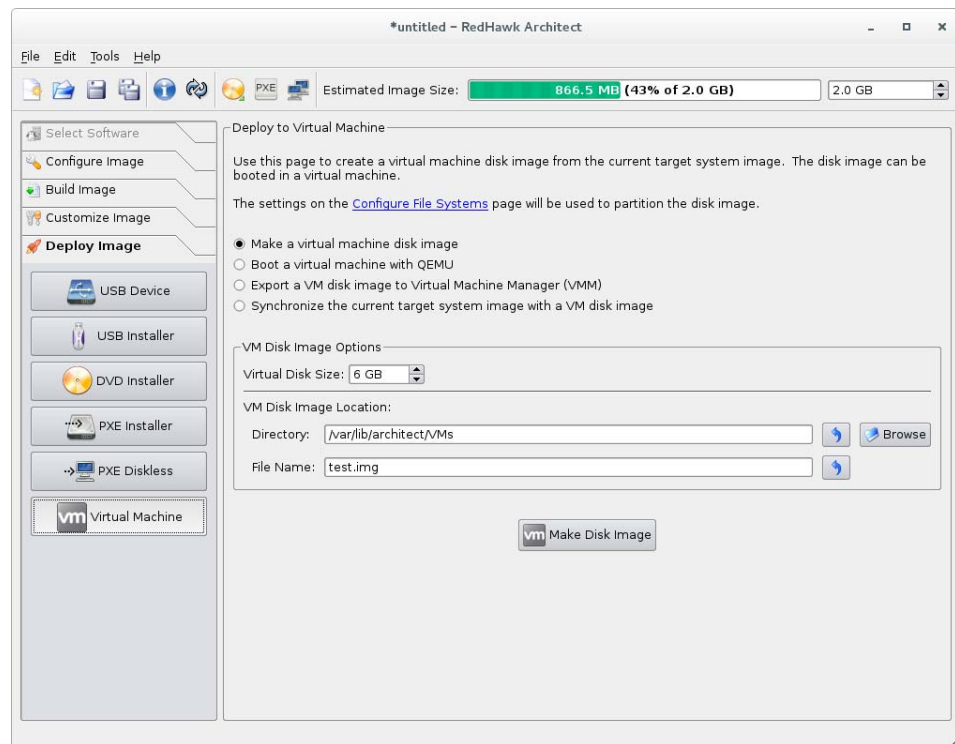 *untitled – RedHawk Architect
File Edit Tools Help
PXE
Estimated Image Size:
866.5 MB (43% of 2.0 GB)
2.0 GB
Select Software
Configure Image
Build Image
Customize Image
Deploy Image
USB Device
USB Installer
DVD Installer
PXE Installer
PXE Diskless
vm Virtual Machine
Deploy to Virtual Machine
Use this page to create a virtual machine disk image from the current target system image. The disk image can be
booted in a virtual machine.
The settings on the Configure File Systems page will be used to partition the disk image.
Make a virtual machine disk image
Boot a virtual machine with QEMU
Export a VM disk image to Virtual Machine Manager (VMM)
Synchronize the current target system image with a VM disk image
VM Disk Image Options
Virtual Disk Size: 6 GB
VM Disk Image Location:
Directory: /var/lib/architect/VMs
Browse
File Name: test.img
vm Make Disk Image